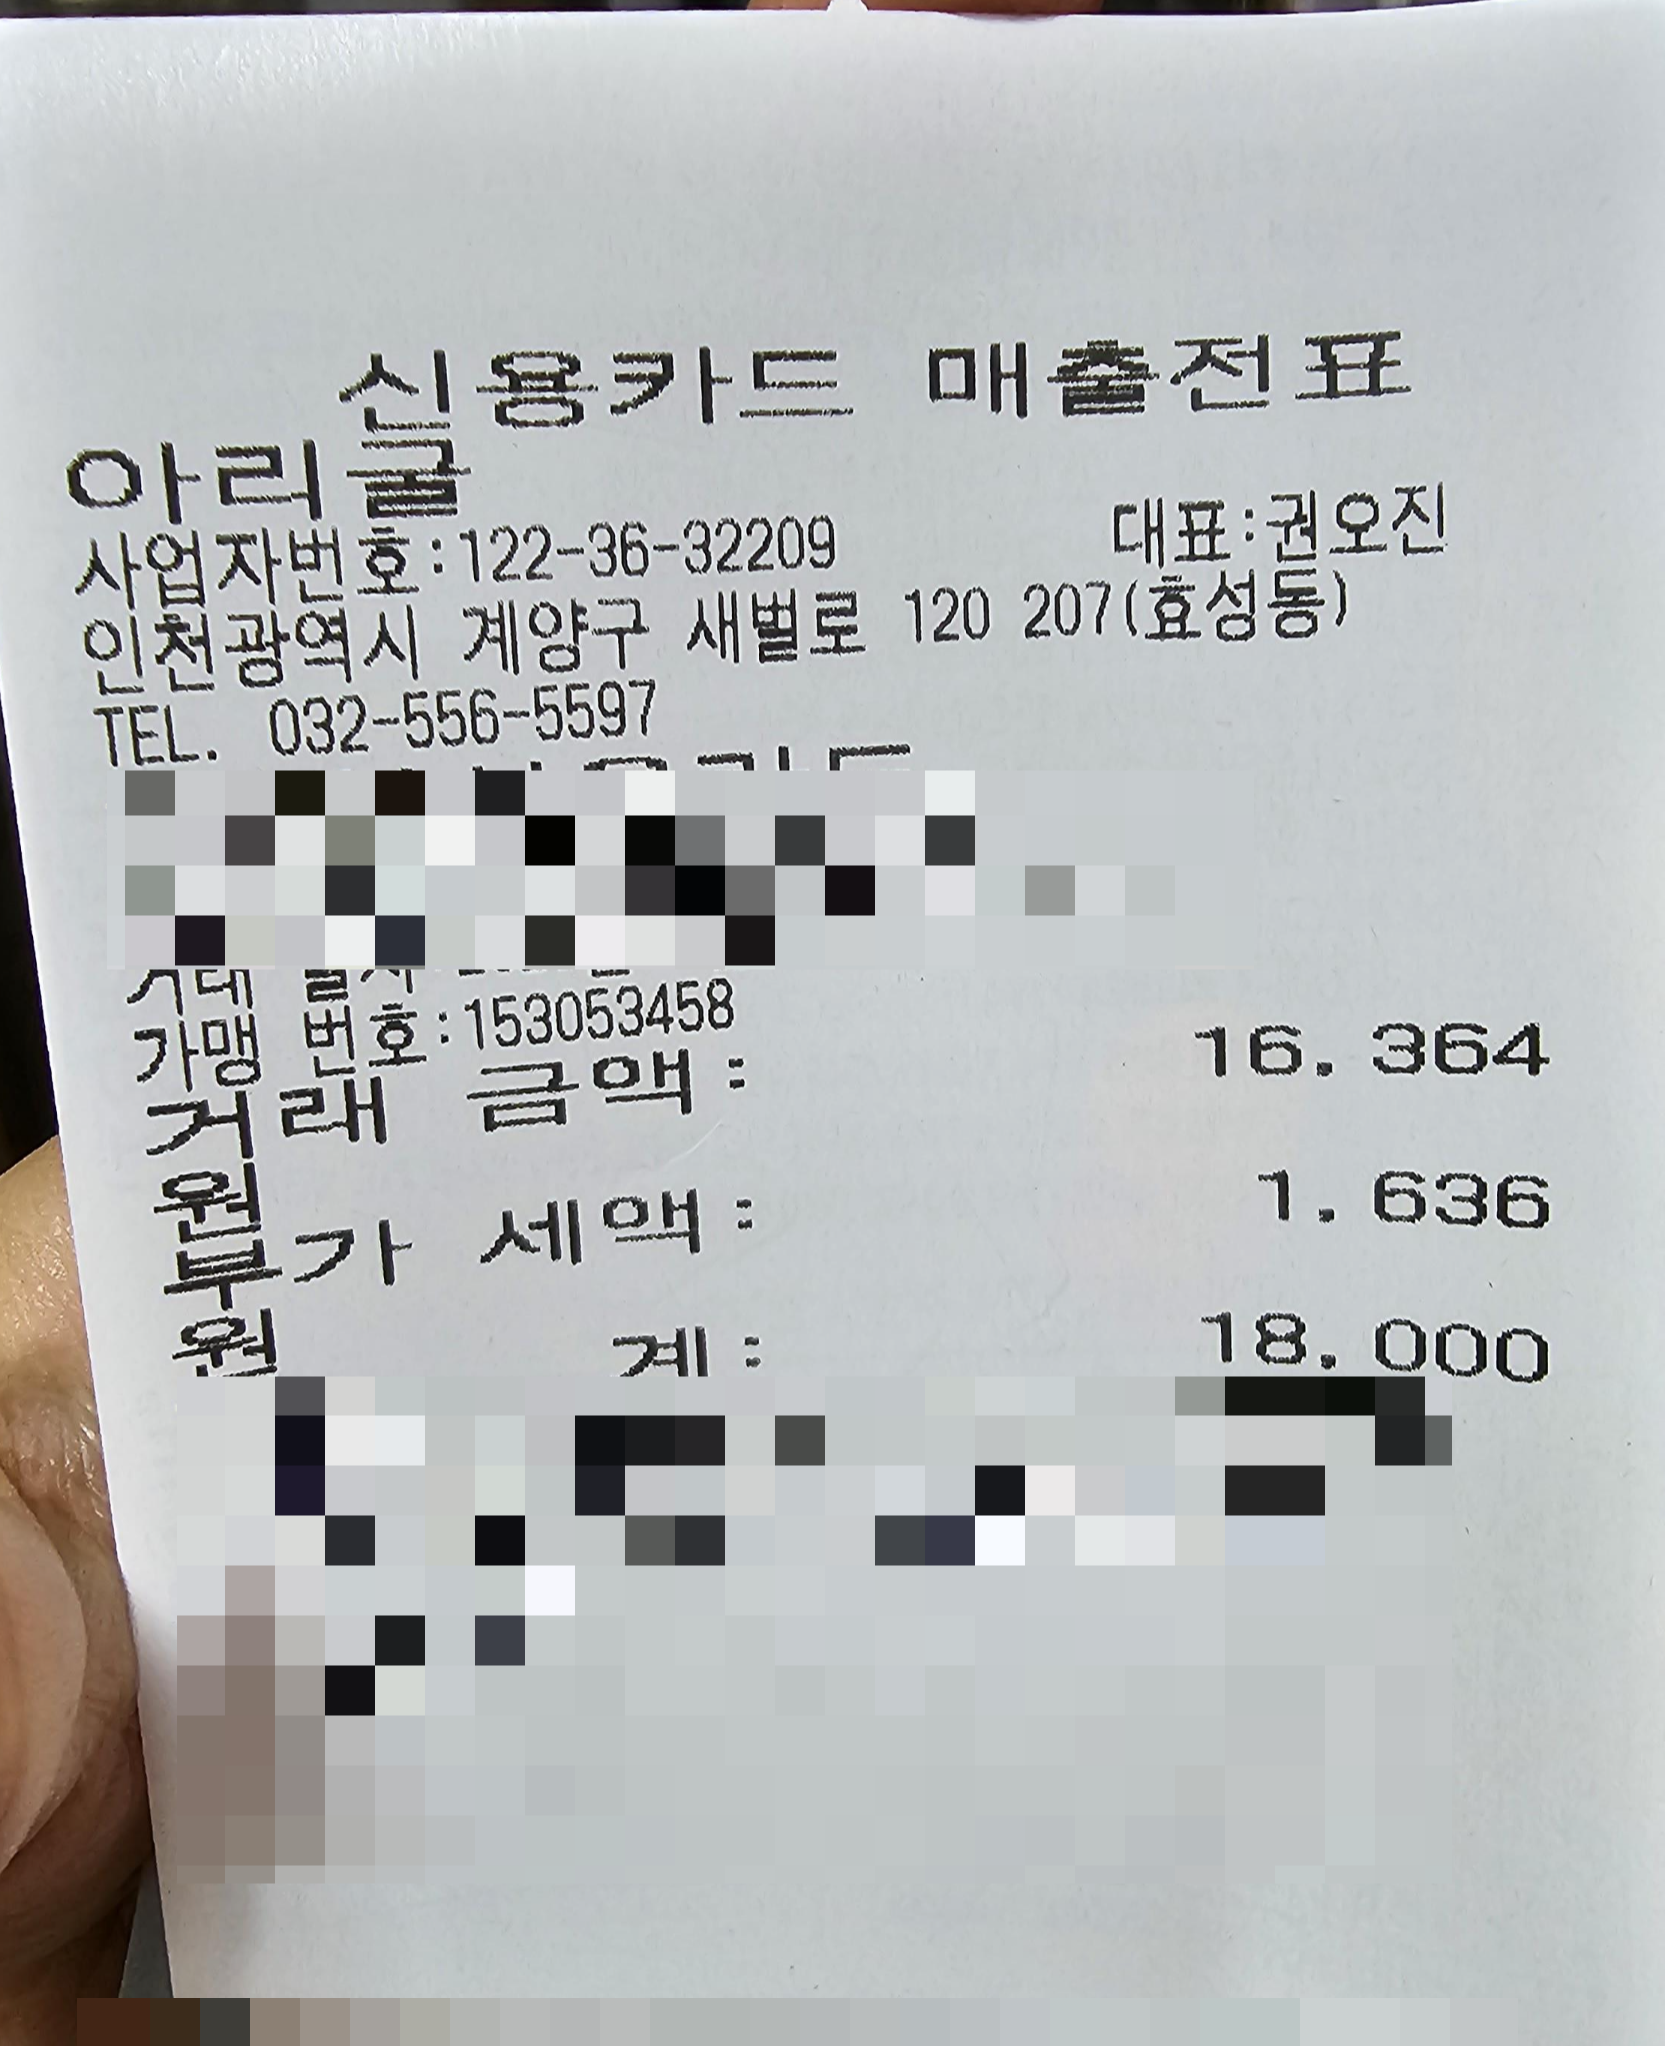 신용카드 매출전표
아리굴
사업자번호:122-36-32209 대표:권오진
인천광역시 계양구 새벌로 120 207(효성동)
TEL. 032-556-5597
가맹 번호:153053458
거래 금액: 16.364
원
부가 세액: 1.636
원
계: 18.000